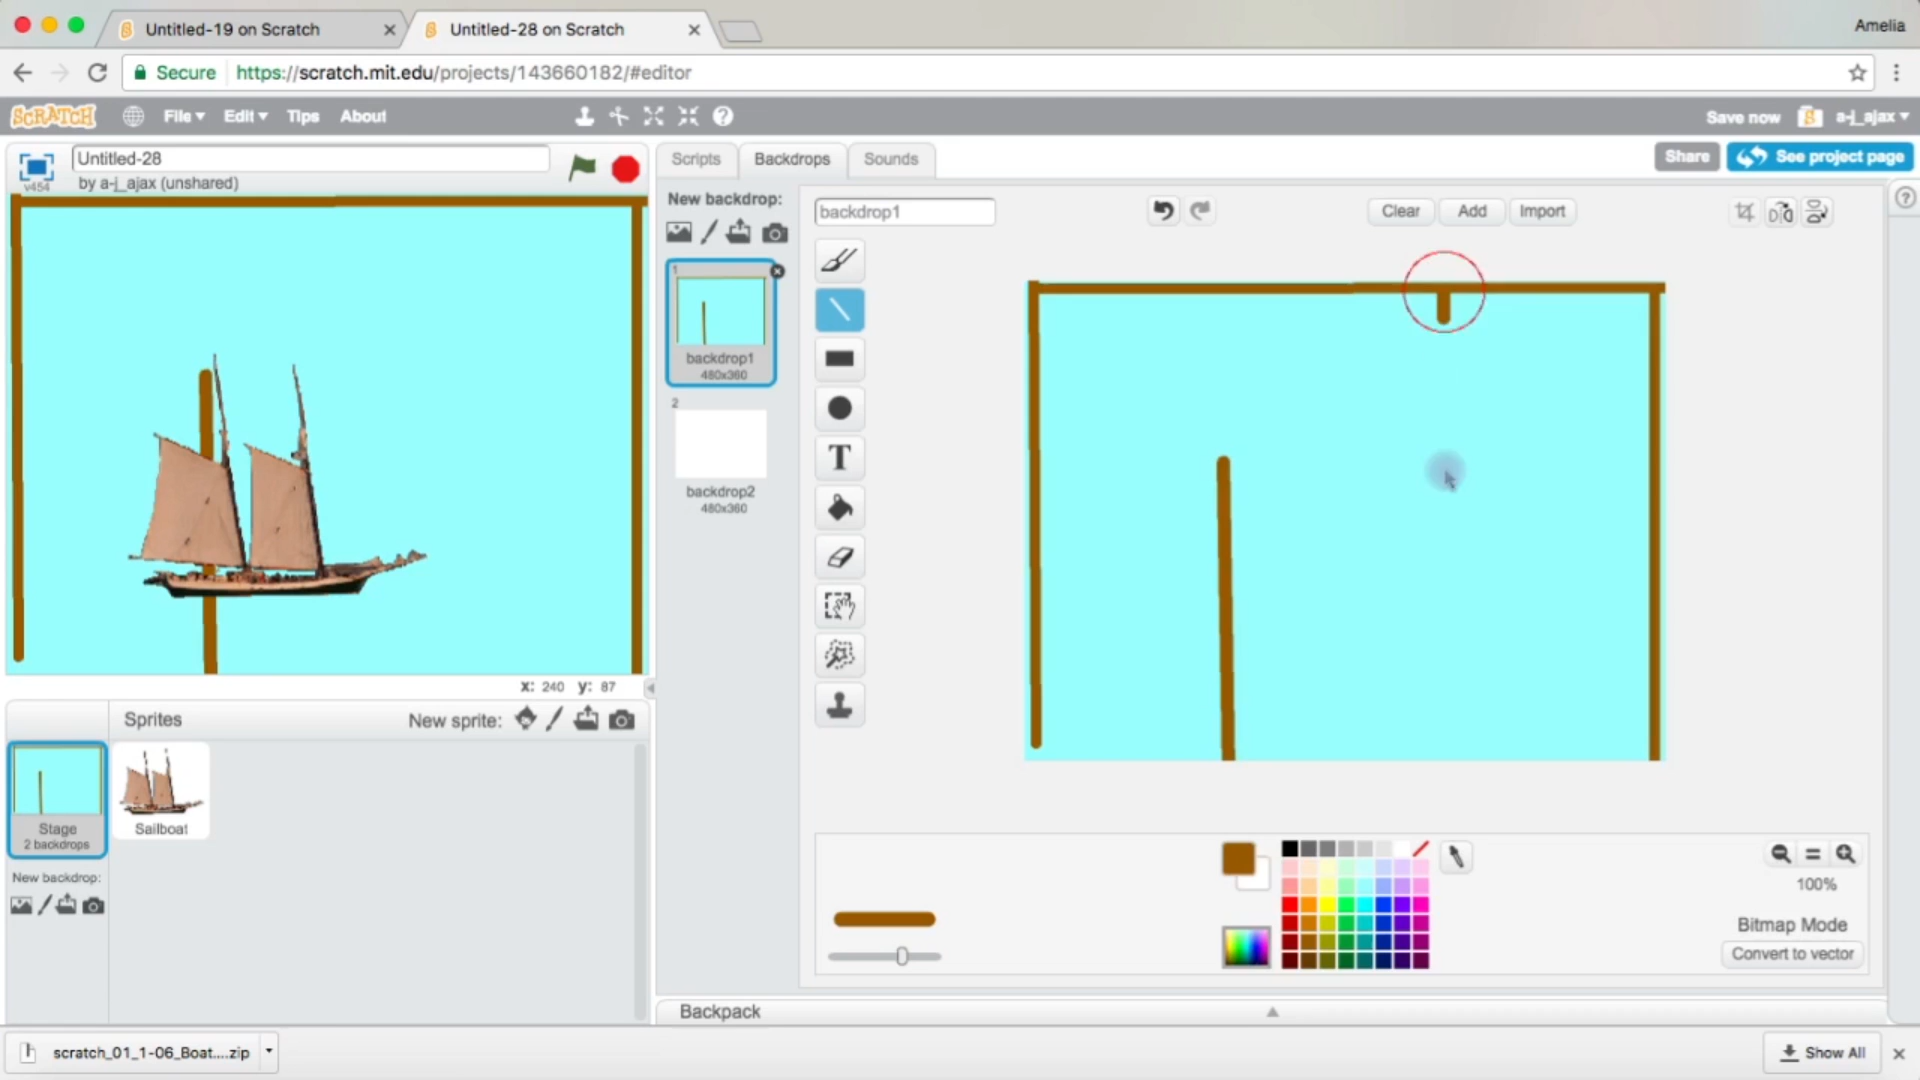 Untitled-19 on Scratch
Untitled-28 on Scratch
Amelia
Secure
https://scratch.mit.edu/projects/143660182/#editor
SCRATCH
File
Edit
Tips
About
Save now
a-j_ajax
v454
Untitled-28
by a-j_ajax (unshared)
Scripts
Backdrops
Sounds
Share
See project page
New backdrop:
backdrop1
Clear
Add
Import
1
backdrop1
480x360
2
backdrop2
480x360
T
x: 240 y: 87
Sprites
New sprite:
Stage
2 backdrops
Sailboat
New backdrop:
100%
Bitmap Mode
Convert to vector
Backpack
scratch_01_1-06_Boat....zip
Show All